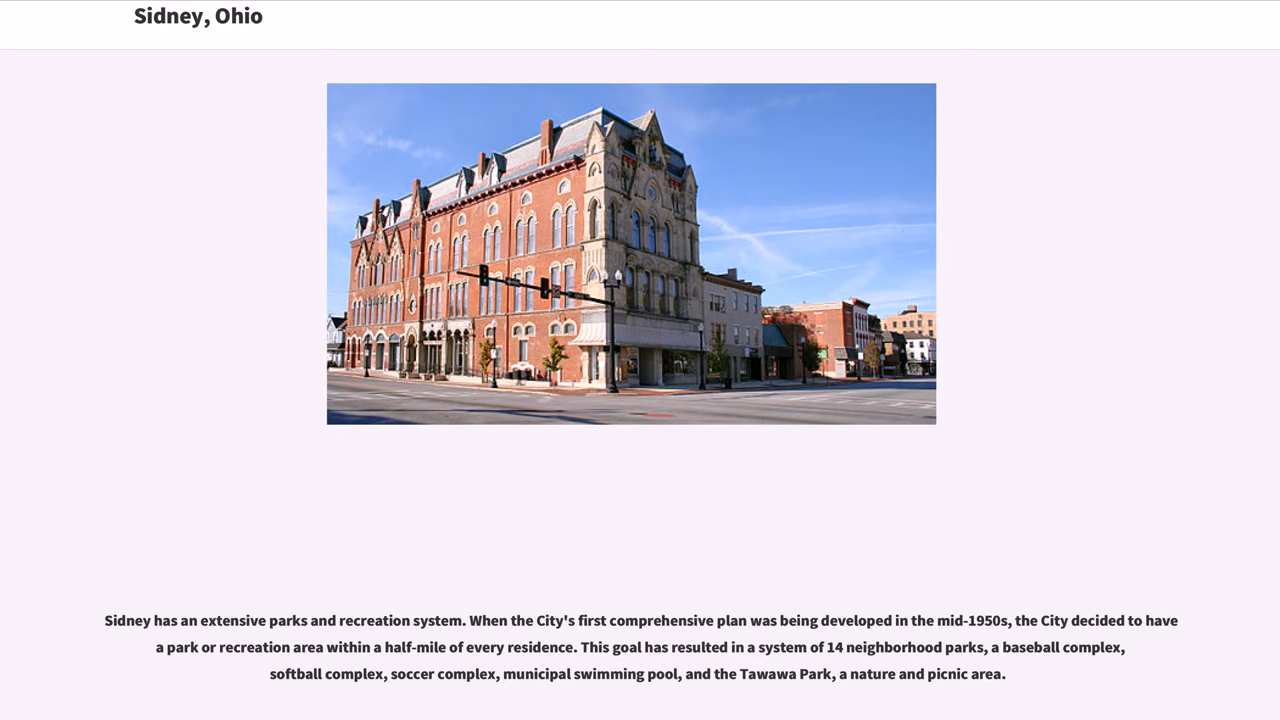 Sidney, Ohio
Sidney has an extensive parks and recreation system. When the City's first comprehensive plan was being developed in the mid-1950s, the City decided to have
a park or recreation area within a half-mile of every residence. This goal has resulted in a system of 14 neighborhood parks, a baseball complex,
softball complex, soccer complex, municipal swimming pool, and the Tawawa Park, a nature and picnic area.